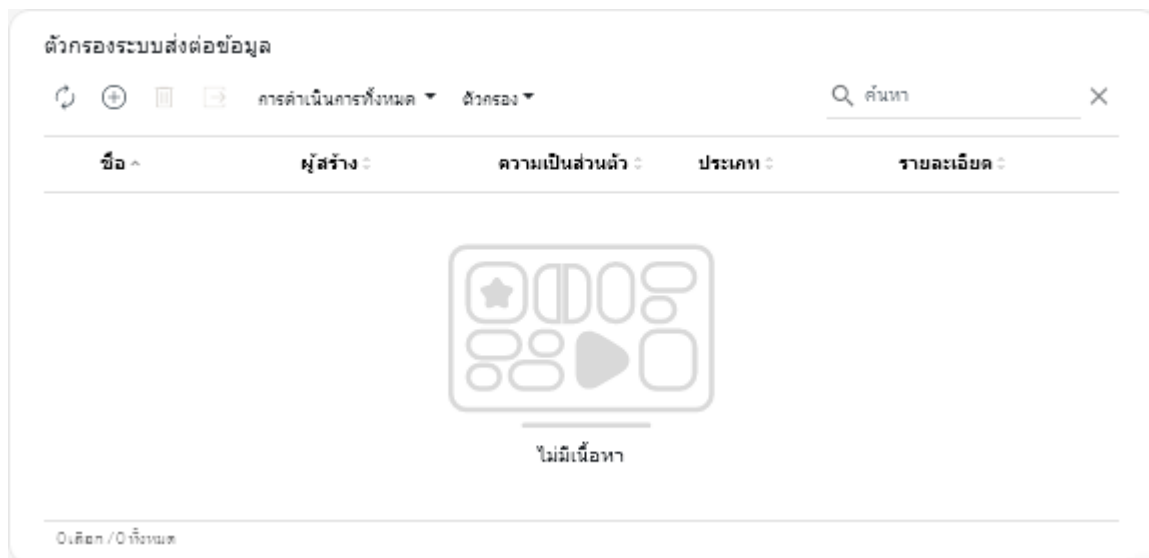 ตัวกรองระบบส่งต่อข้อมูล
การดำเนินการทั้งหมด ตัวกรอง ค้นหา
ชื่อ ผู้สร้าง ความเป็นส่วนตัว ประเภท รายละเอียด
ไม่มีเนื้อหา
0 เลือก / 0 ทั้งหมด